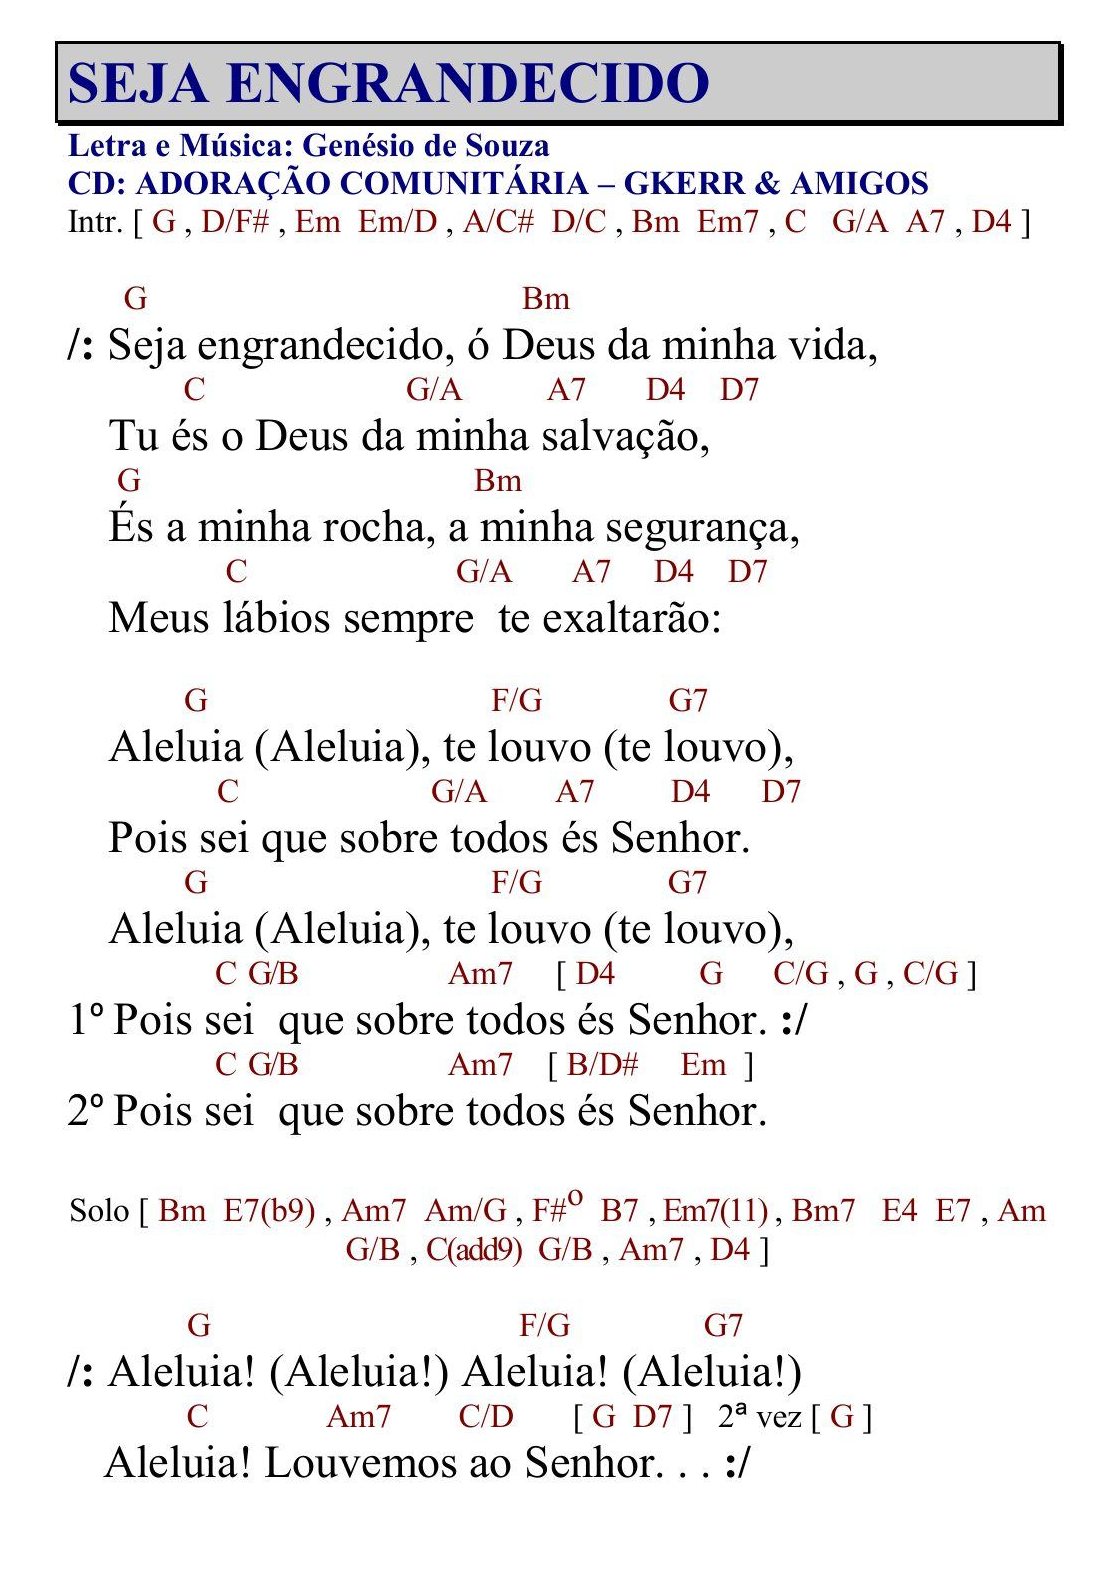 SEJA ENGRANDECIDO
Letra e Música: Genésio de Souza
CD: ADORAÇÃO COMUNITÁRIA – GKERR & AMIGOS
Intr. [ G , D/F# , Em  Em/D , A/C#  D/C , Bm  Em7 , C   G/A  A7 , D4 ]
G Bm
/: Seja engrandecido, ó Deus da minha vida,
C G/A A7 D4 D7
Tu és o Deus da minha salvação,
G Bm
És a minha rocha, a minha segurança,
C G/A A7 D4 D7
Meus lábios sempre  te exaltarão:
G F/G G7
Aleluia (Aleluia), te louvo (te louvo),
C G/A A7 D4 D7
Pois sei que sobre todos és Senhor.
G F/G G7
Aleluia (Aleluia), te louvo (te louvo),
C G/B Am7 [ D4 G C/G , G , C/G ]
1º Pois sei  que sobre todos és Senhor. :/
C G/B Am7 [ B/D# Em ]
2º Pois sei  que sobre todos és Senhor.
Solo [ Bm  E7(b9) , Am7  Am/G , F#º  B7 , Em7(11) , Bm7   E4  E7 , Am
G/B , C(add9)  G/B , Am7 , D4 ]
G F/G G7
/: Aleluia! (Aleluia!) Aleluia! (Aleluia!)
C Am7 C/D [ G  D7 ]   2ª vez [ G ]
Aleluia! Louvemos ao Senhor. . . :/